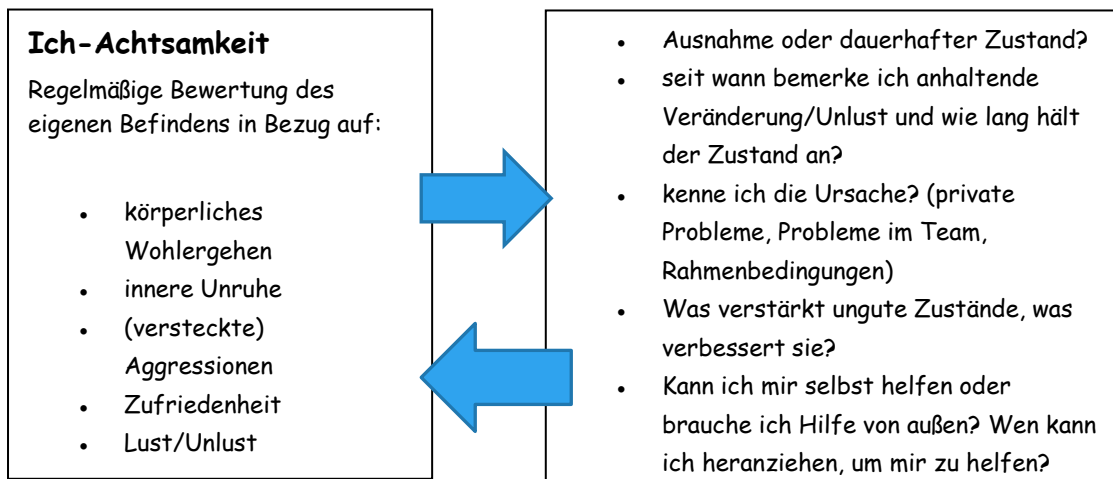 Ich-Achtsamkeit
Regelmäßige Bewertung des
eigenen Befindens in Bezug auf:
• körperliches
Wohlergehen
• innere Unruhe
• (versteckte)
Aggressionen
• Zufriedenheit
• Lust/Unlust
• Ausnahme oder dauerhafter Zustand?
• seit wann bemerke ich anhaltende
Veränderung/Unlust und wie lang hält
der Zustand an?
• kenne ich die Ursache? (private
Probleme, Probleme im Team,
Rahmenbedingungen)
• Was verstärkt ungute Zustände, was
verbessert sie?
• Kann ich mir selbst helfen oder
brauche ich Hilfe von außen? Wen kann
ich heranziehen, um mir zu helfen?